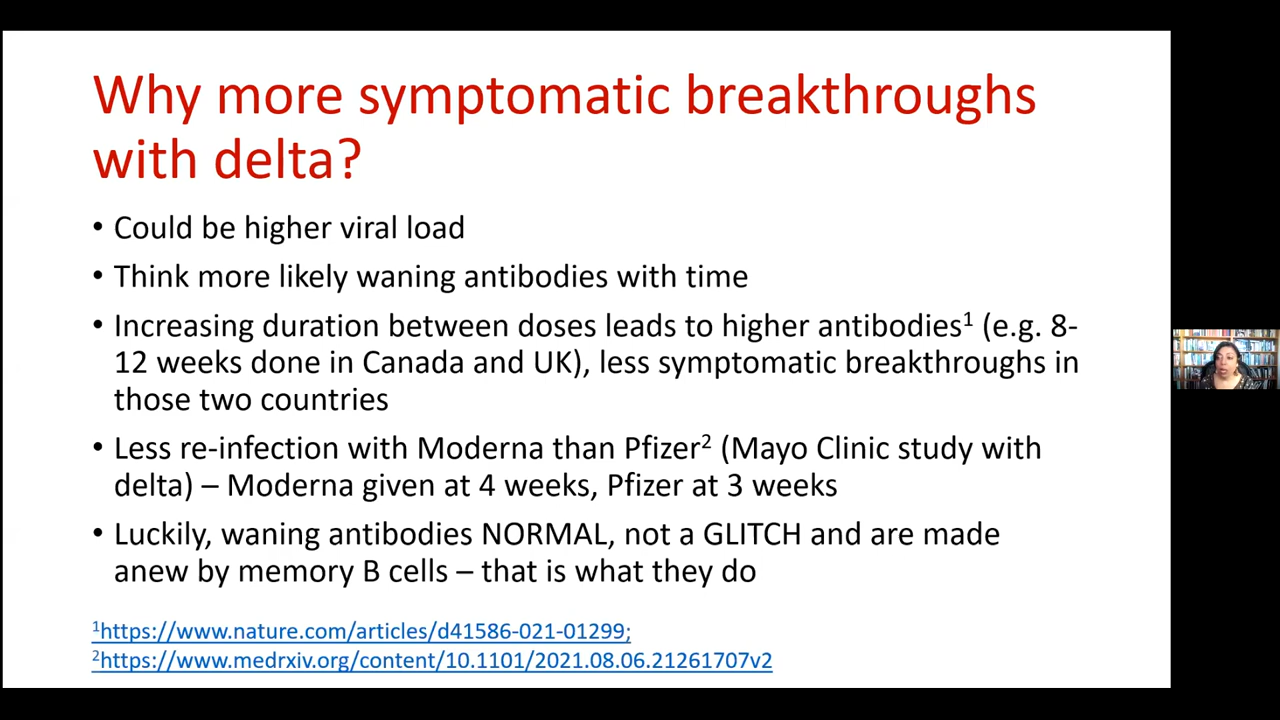 Why more symptomatic breakthroughs
with delta?
• Could be higher viral load
• Think more likely waning antibodies with time
• Increasing duration between doses leads to higher antibodies¹ (e.g. 8-
12 weeks done in Canada and UK), less symptomatic breakthroughs in
those two countries
• Less re-infection with Moderna than Pfizer² (Mayo Clinic study with
delta) – Moderna given at 4 weeks, Pfizer at 3 weeks
• Luckily, waning antibodies NORMAL, not a GLITCH and are made
anew by memory B cells – that is what they do
¹https://www.nature.com/articles/d41586-021-01299;
²https://www.medrxiv.org/content/10.1101/2021.08.06.21261707v2